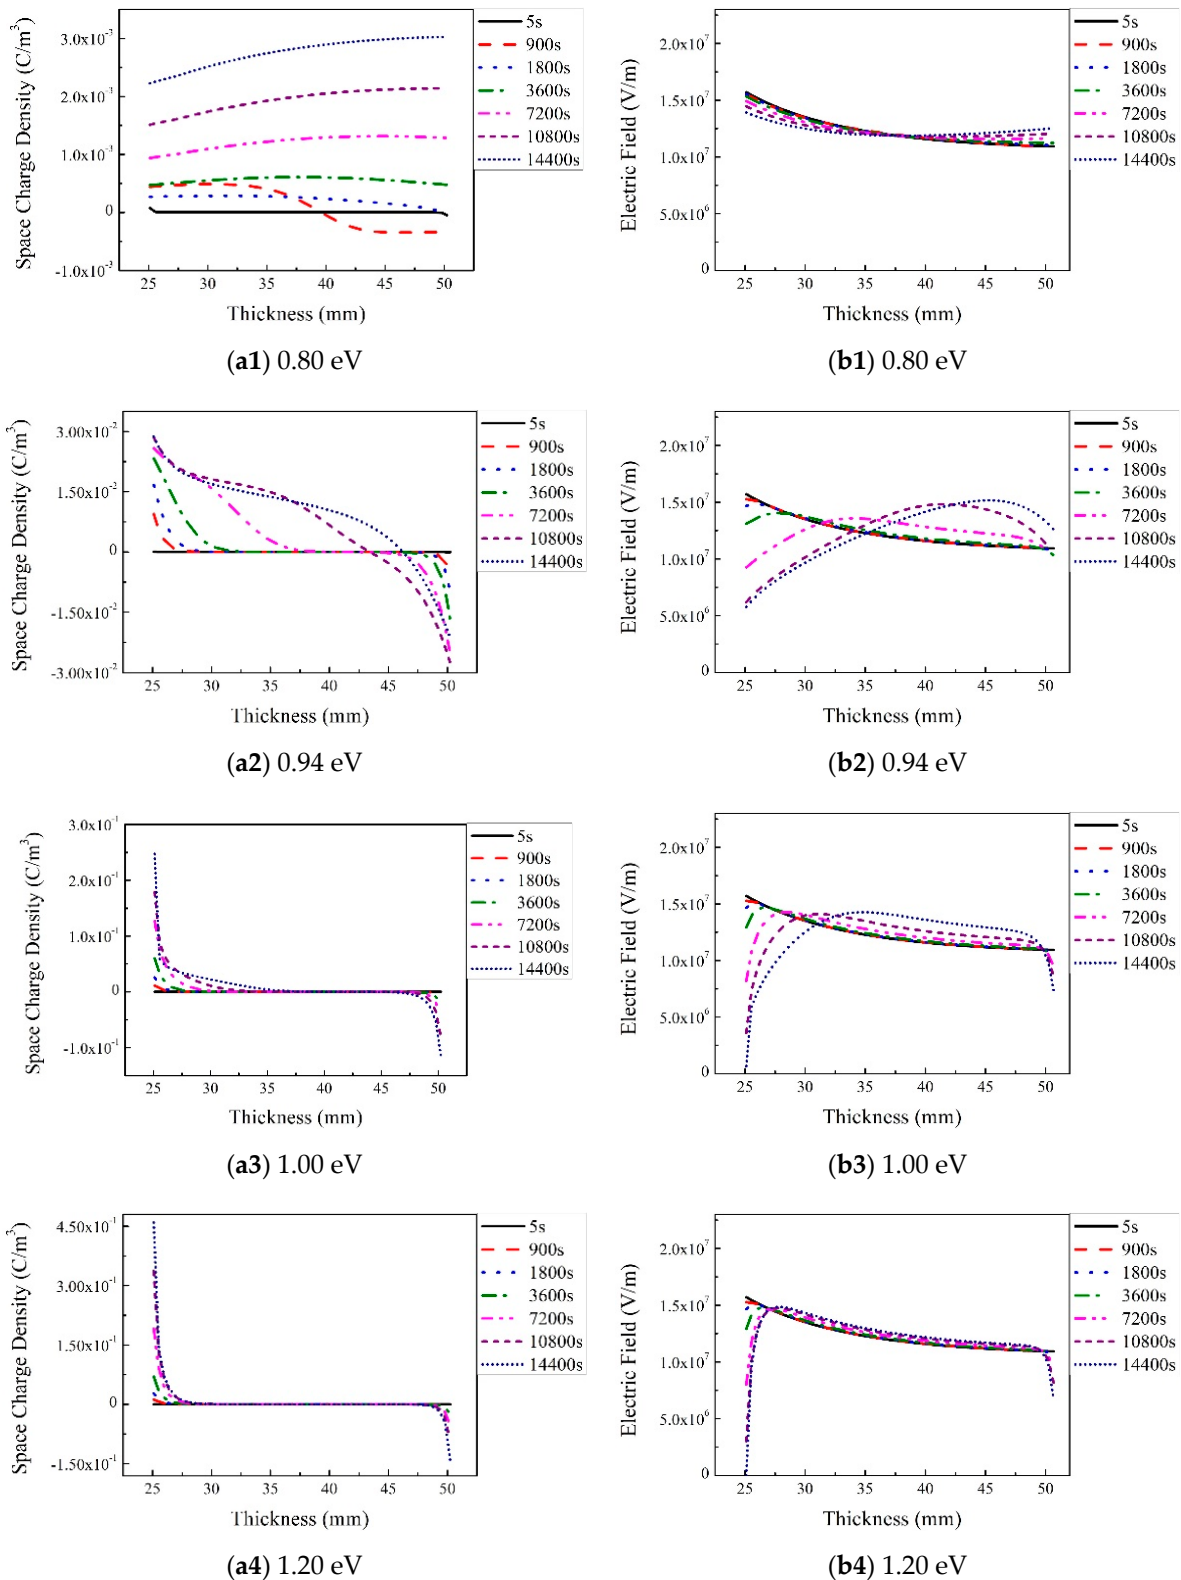 Space Charge Density (C/m³)
3.0x10⁻³
2.0x10⁻³
1.0x10⁻³
0
-1.0x10⁻³
25 30 35 40 45 50
Thickness (mm)
5s
900s
1800s
3600s
7200s
10800s
14400s
(a1) 0.80 eV
Electric Field (V/m)
2.0x10⁷
1.5x10⁷
1.0x10⁷
5.0x10⁶
0
25 30 35 40 45 50
Thickness (mm)
5s
900s
1800s
3600s
7200s
10800s
14400s
(b1) 0.80 eV
Space Charge Density (C/m³)
3.00x10⁻²
1.50x10⁻²
0
-1.50x10⁻²
-3.00x10⁻²
25 30 35 40 45 50
Thickness (mm)
5s
900s
1800s
3600s
7200s
10800s
14400s
(a2) 0.94 eV
Electric Field (V/m)
2.0x10⁷
1.5x10⁷
1.0x10⁷
5.0x10⁶
0
25 30 35 40 45 50
Thickness (mm)
5s
900s
1800s
3600s
7200s
10800s
14400s
(b2) 0.94 eV
Space Charge Density (C/m³)
3.0x10⁻¹
2.0x10⁻¹
1.0x10⁻¹
0
-1.0x10⁻¹
25 30 35 40 45 50
Thickness (mm)
5s
900s
1800s
3600s
7200s
10800s
14400s
(a3) 1.00 eV
Electric Field (V/m)
2.0x10⁷
1.5x10⁷
1.0x10⁷
5.0x10⁶
0
25 30 35 40 45 50
Thickness (mm)
5s
900s
1800s
3600s
7200s
10800s
14400s
(b3) 1.00 eV
Space Charge Density (C/m³)
4.50x10⁻¹
3.00x10⁻¹
1.50x10⁻¹
0
-1.50x10⁻¹
25 30 35 40 45 50
Thickness (mm)
5s
900s
1800s
3600s
7200s
10800s
14400s
(a4) 1.20 eV
Electric Field (V/m)
2.0x10⁷
1.5x10⁷
1.0x10⁷
5.0x10⁶
0
25 30 35 40 45 50
Thickness (mm)
5s
900s
1800s
3600s
7200s
10800s
14400s
(b4) 1.20 eV